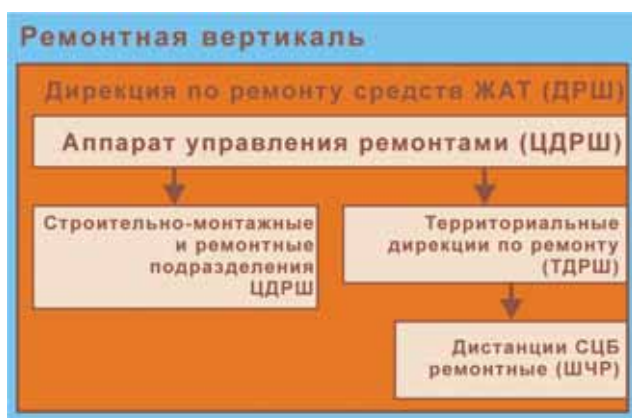 Ремонтная вертикаль
Дирекция по ремонту средств ЖАТ (ДРШ)
Аппарат управления ремонтами (ЦДРШ)
Строительно-монтажные
и ремонтные
подразделения
ЦДРШ
Территориальные
дирекции по ремонту
(ТДРШ)
Дистанции СЦБ
ремонтные (ШЧР)